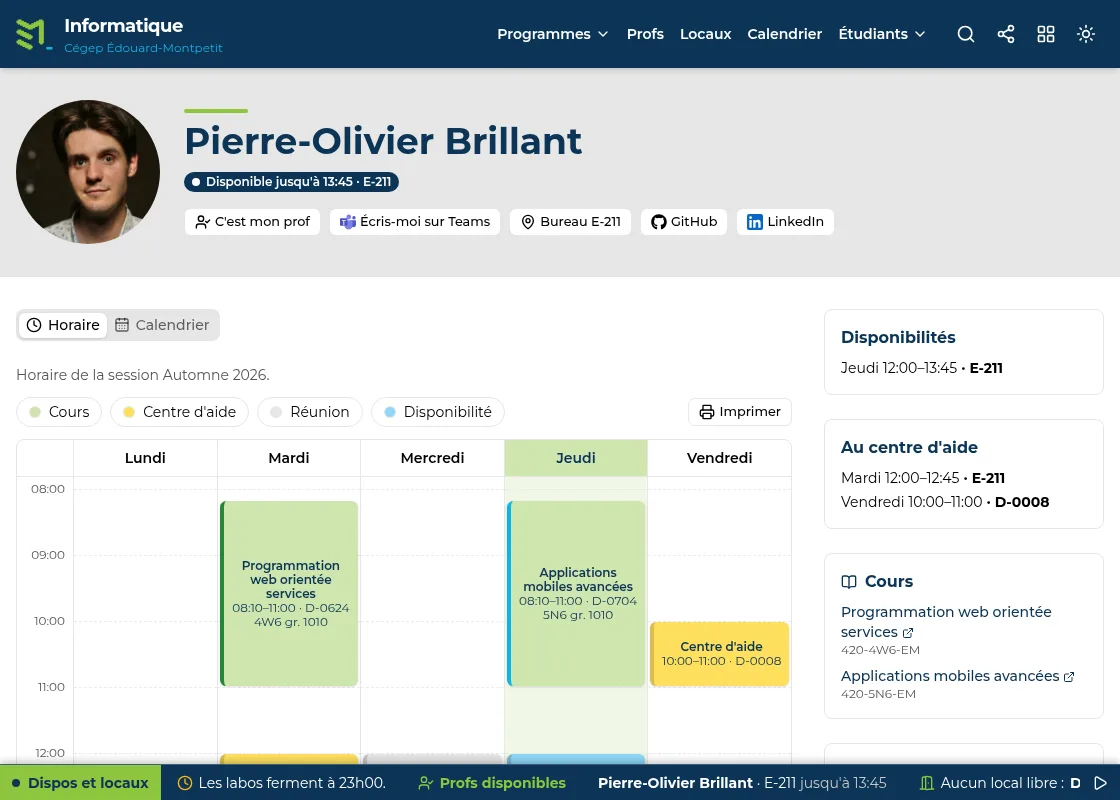 Informatique
Cégep Édouard-Montpetit
Programmes
Profs
Locaux
Calendrier
Étudiants
Pierre-Olivier Brillant
Disponible jusqu'à 13:45 · E-211
C'est mon prof
Écris-moi sur Teams
Bureau E-211
GitHub
LinkedIn
Horaire
Calendrier
Horaire de la session Automne 2026.
Cours
Centre d'aide
Réunion
Disponibilité
Imprimer
Lundi
Mardi
Mercredi
Jeudi
Vendredi
08:00
09:00
10:00
11:00
12:00
Programmation
web orientée
services
08:10–11:00 · D-0624
4W6 gr. 1010
Applications
mobiles avancées
08:10–11:00 · D-0704
5N6 gr. 1010
Centre d'aide
10:00–11:00 · D-0008
Disponibilités
Jeudi 12:00–13:45 • E-211
Au centre d'aide
Mardi 12:00–12:45 • E-211
Vendredi 10:00–11:00 • D-0008
Cours
Programmation web orientée
services
420-4W6-EM
Applications mobiles avancées
420-5N6-EM
Dispos et locaux
Les labos ferment à 23h00.
Profs disponibles
Pierre-Olivier Brillant · E-211 jusqu'à 13:45
Aucun local libre : D